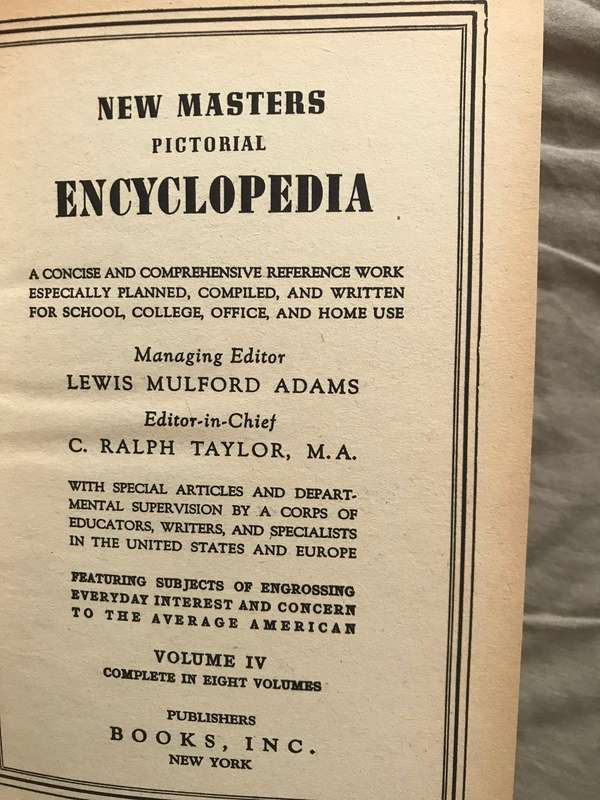 NEW MASTERS
PICTORIAL
ENCYCLOPEDIA
A CONCISE AND COMPREHENSIVE REFERENCE WORK
ESPECIALLY PLANNED, COMPILED, AND WRITTEN
FOR SCHOOL, COLLEGE, OFFICE, AND HOME USE
Managing Editor
LEWIS MULFORD ADAMS
Editor-in-Chief
C. RALPH TAYLOR, M.A.
WITH SPECIAL ARTICLES AND DEPART-
MENTAL SUPERVISION BY A CORPS OF
EDUCATORS, WRITERS, AND SPECIALISTS
IN THE UNITED STATES AND EUROPE
FEATURING SUBJECTS OF ENGROSSING
EVERYDAY INTEREST AND CONCERN
TO THE AVERAGE AMERICAN
VOLUME IV
COMPLETE IN EIGHT VOLUMES
PUBLISHERS
BOOKS, INC.
NEW YORK